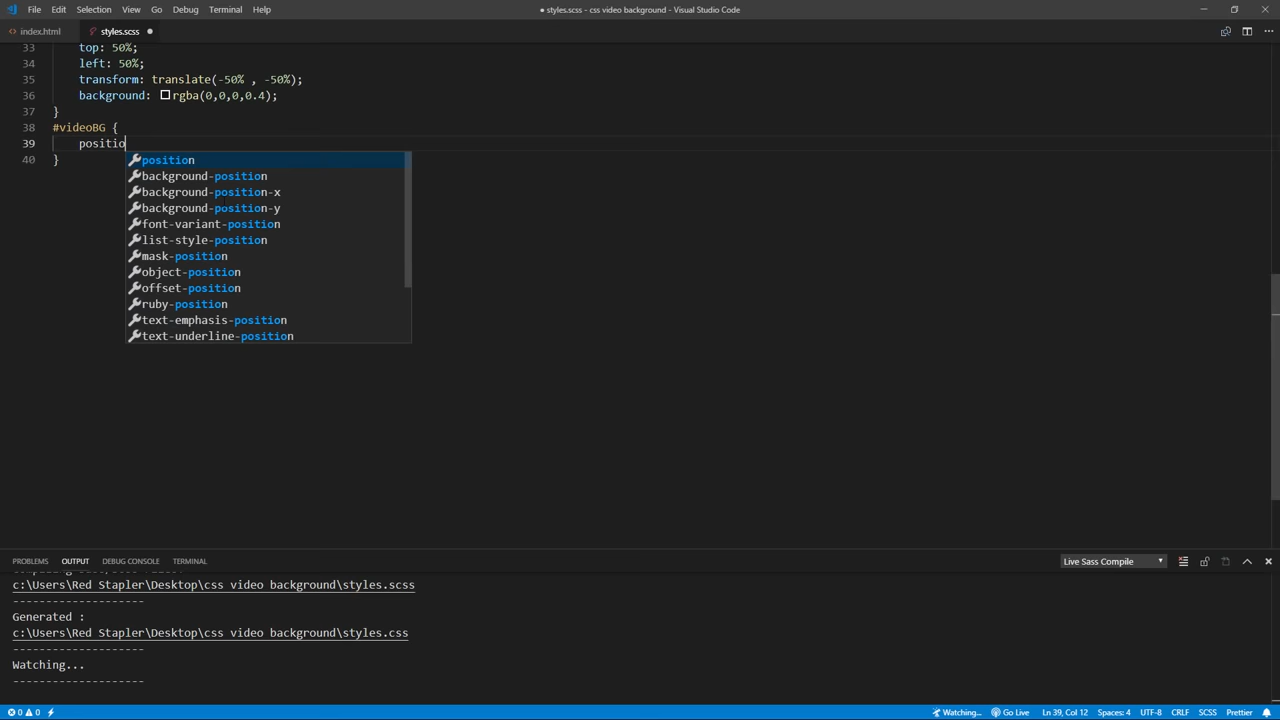 File Edit Selection View Go Debug Terminal Help
● styles.scss - css video background - Visual Studio Code
index.html
styles.scss
33 top: 50%;
34 left: 50%;
35 transform: translate(-50% , -50%);
36 background: rgba(0,0,0,0.4);
37 }
38 #videoBG {
39 positio
40 }
position
background-position
background-position-x
background-position-y
font-variant-position
list-style-position
mask-position
object-position
offset-position
ruby-position
text-emphasis-position
text-underline-position
PROBLEMS OUTPUT DEBUG CONSOLE TERMINAL
Live Sass Compile
c:\Users\Red Stapler\Desktop\css video background\styles.scss
--------------------
Generated :
c:\Users\Red Stapler\Desktop\css video background\styles.css
--------------------
Watching...
--------------------
0 0
Watching... Go Live Ln 39, Col 12 Spaces: 4 UTF-8 CRLF SCSS Prettier